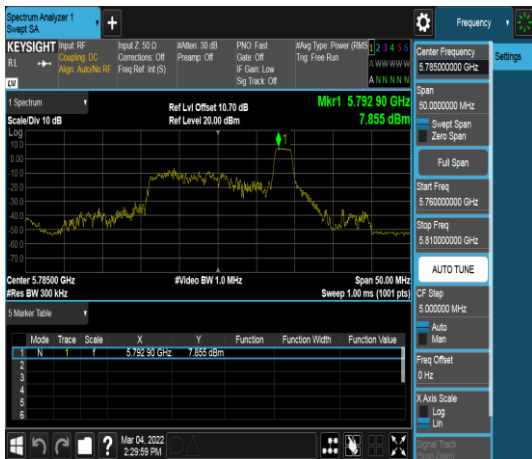 Spectrum Analyzer 1
Swept SA
+
Frequency
KEYSIGHT
RL
Input: RF
Coupling: DC
Align: Auto/No RF
Input Z: 50 Ω
Corrections: Off
Freq Ref: Int (S)
#Atten: 30 dB
Preamp: Off
PNO: Fast
Gate: Off
IF Gain: Low
Sig Track: Off
#Avg Type: Power (RMS
Trig: Free Run
1 2 3 4 5 6
A W W W W W
A N N N N N
Settings
Center Frequency
5.785000000 GHz
Span
50.0000000 MHz
Swept Span
Zero Span
Full Span
Start Freq
5.760000000 GHz
Stop Freq
5.810000000 GHz
AUTO TUNE
CF Step
5.000000 MHz
Auto
Man
Freq Offset
0 Hz
X Axis Scale
Log
Lin
Signal Track
(Span Zoom)
1 Spectrum
Scale/Div 10 dB
Ref Lvl Offset 10.70 dB
Ref Level 20.00 dBm
Mkr1 5.792 90 GHz
7.855 dBm
Log
10.0
0.00
-10.0
-20.0
-30.0
-40.0
-50.0
-60.0
-70.0
1
Center 5.78500 GHz
#Res BW 300 kHz
#Video BW 1.0 MHz
Span 50.00 MHz
Sweep 1.00 ms (1001 pts)
5 Marker Table
Mode Trace Scale X Y Function Function Width Function Value
1 N 1 f 5.792 90 GHz 7.855 dBm
2
3
4
5
6
?
Mar 04, 2022
2:29:59 PM